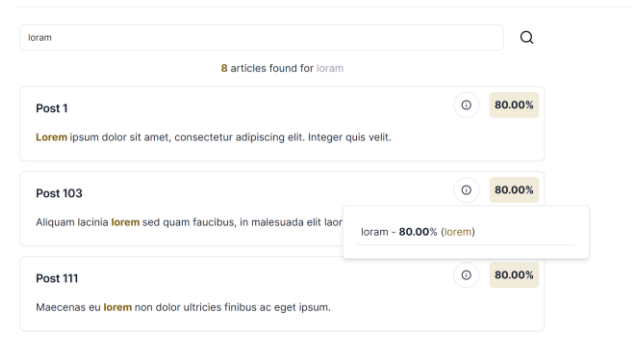 loram
8 articles found for loram
Post 1
80.00%
Lorem ipsum dolor sit amet, consectetur adipiscing elit. Integer quis velit.
Post 103
80.00%
Aliquam lacinia lorem sed quam faucibus, in malesuada elit laor
loram - 80.00% (lorem)
Post 111
80.00%
Maecenas eu lorem non dolor ultricies finibus ac eget ipsum.